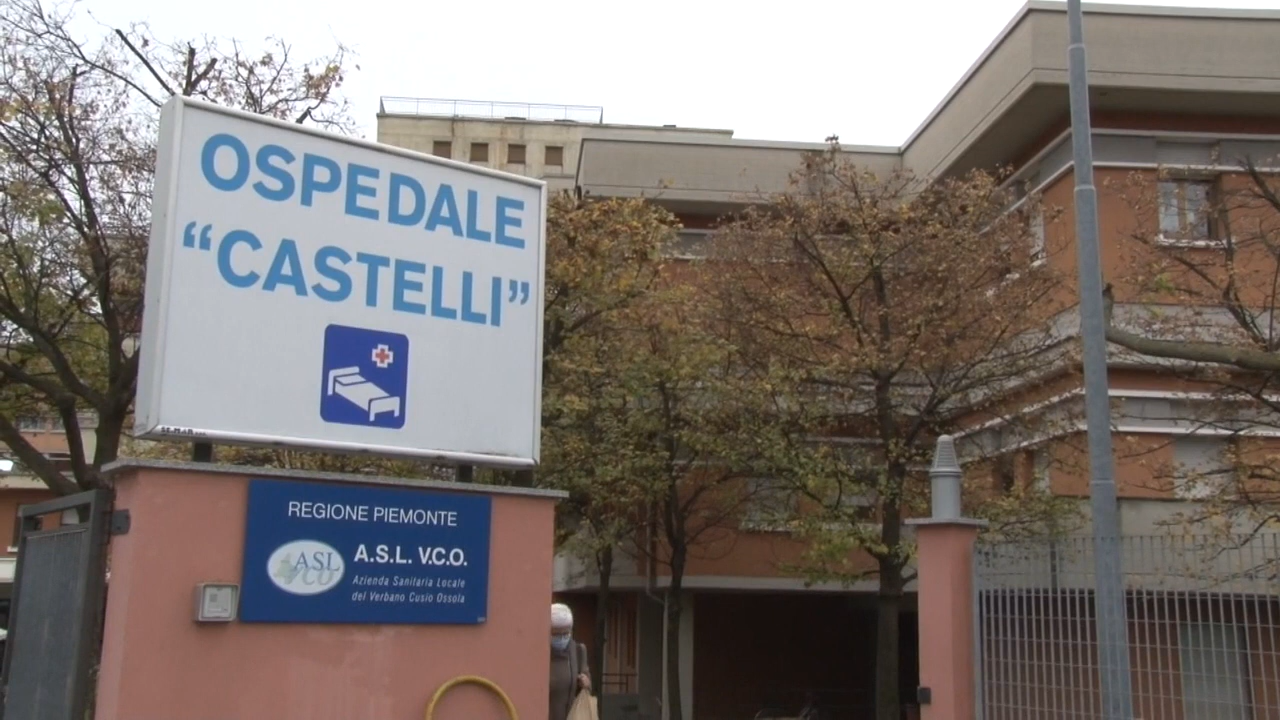 OSPEDALE
“CASTELLI”
REGIONE PIEMONTE
ASL
VCO
A.S.L. V.C.O.
Azienda Sanitaria Locale
del Verbano Cusio Ossola